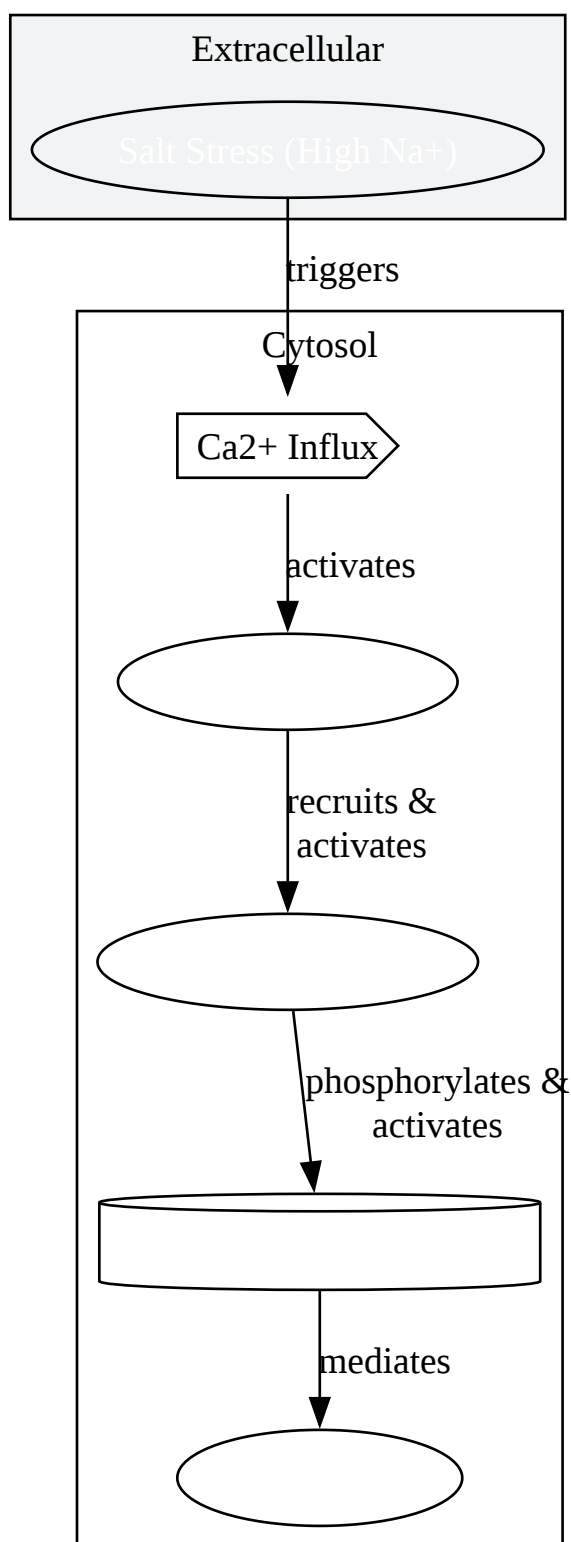 Extracellular
Salt Stress (High Na+)
triggers
Cytosol
Ca2+ Influx
activates
recruits &
activates
phosphorylates &
activates
mediates